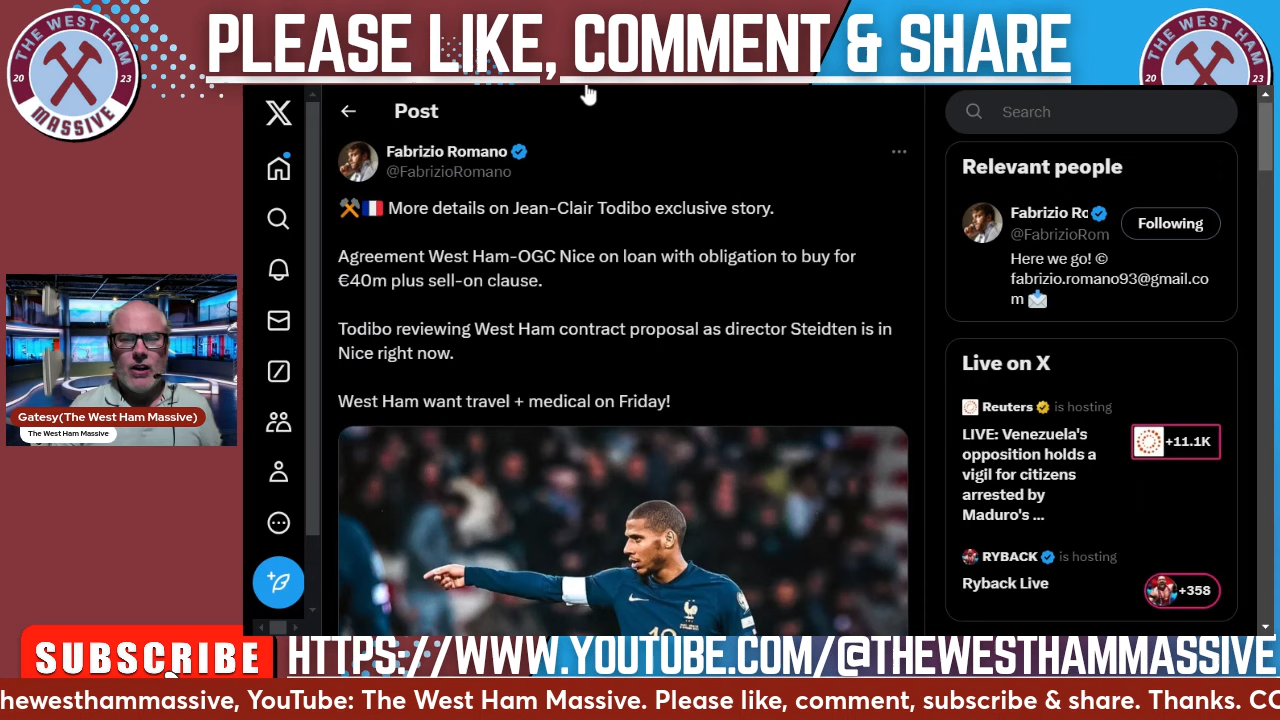 PLEASE LIKE, COMMENT & SHARE
THE WEST HAM
20 23
MASSIVE
THE WEST HAM
20 23
X
Post
Fabrizio Romano
@FabrizioRomano
More details on Jean-Clair Todibo exclusive story.
Agreement West Ham-OGC Nice on loan with obligation to buy for
€40m plus sell-on clause.
Todibo reviewing West Ham contract proposal as director Steidten is in
Nice right now.
West Ham want travel + medical on Friday!
Search
Relevant people
Fabrizio Ro
@FabrizioRom
Following
Here we go! ©
fabrizio.romano93@gmail.co
m
Live on X
Reuters is hosting
LIVE: Venezuela's
opposition holds a
vigil for citizens
arrested by
Maduro's ...
+11.1K
RYBACK is hosting
Ryback Live
+358
Gatesy(The West Ham Massive)
The West Ham Massive
SUBSCRIBE
HTTPS://WWW.YOUTUBE.COM/@THEWESTHAMMASSIVE
hewesthammassive, YouTube: The West Ham Massive. Please like, comment, subscribe & share. Thanks. CO